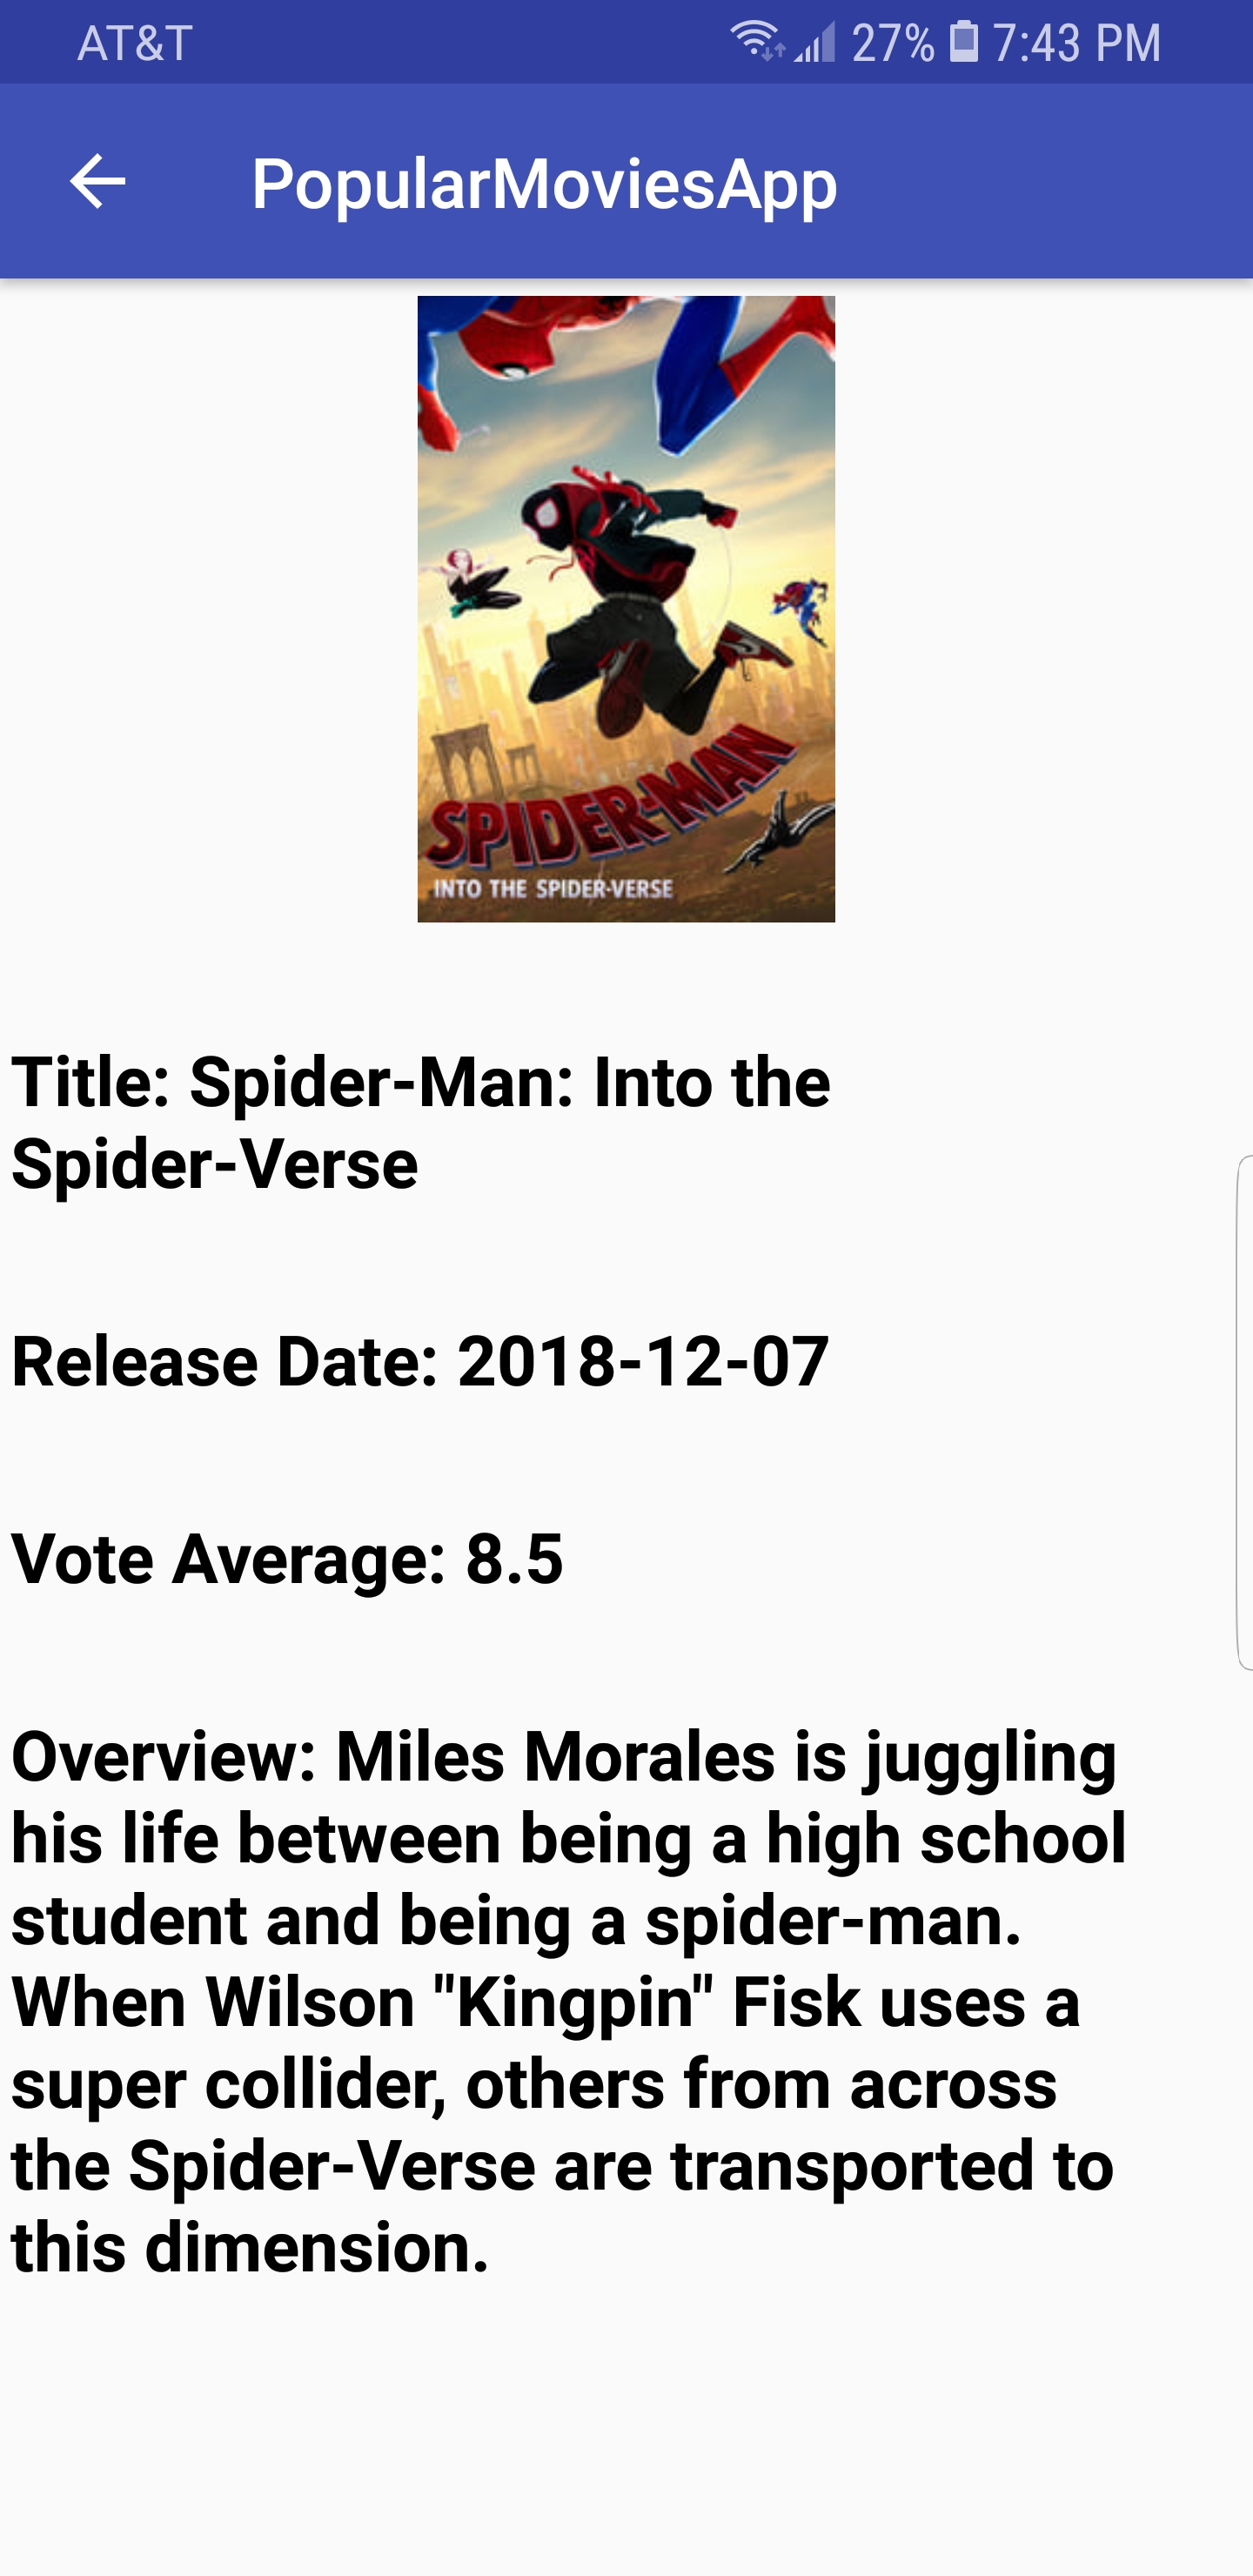 AT&T 27% 7:43 PM
PopularMoviesApp
SPIDER-MAN
INTO THE SPIDER-VERSE
Title: Spider-Man: Into the
Spider-Verse
Release Date: 2018-12-07
Vote Average: 8.5
Overview: Miles Morales is juggling
his life between being a high school
student and being a spider-man.
When Wilson "Kingpin" Fisk uses a
super collider, others from across
the Spider-Verse are transported to
this dimension.